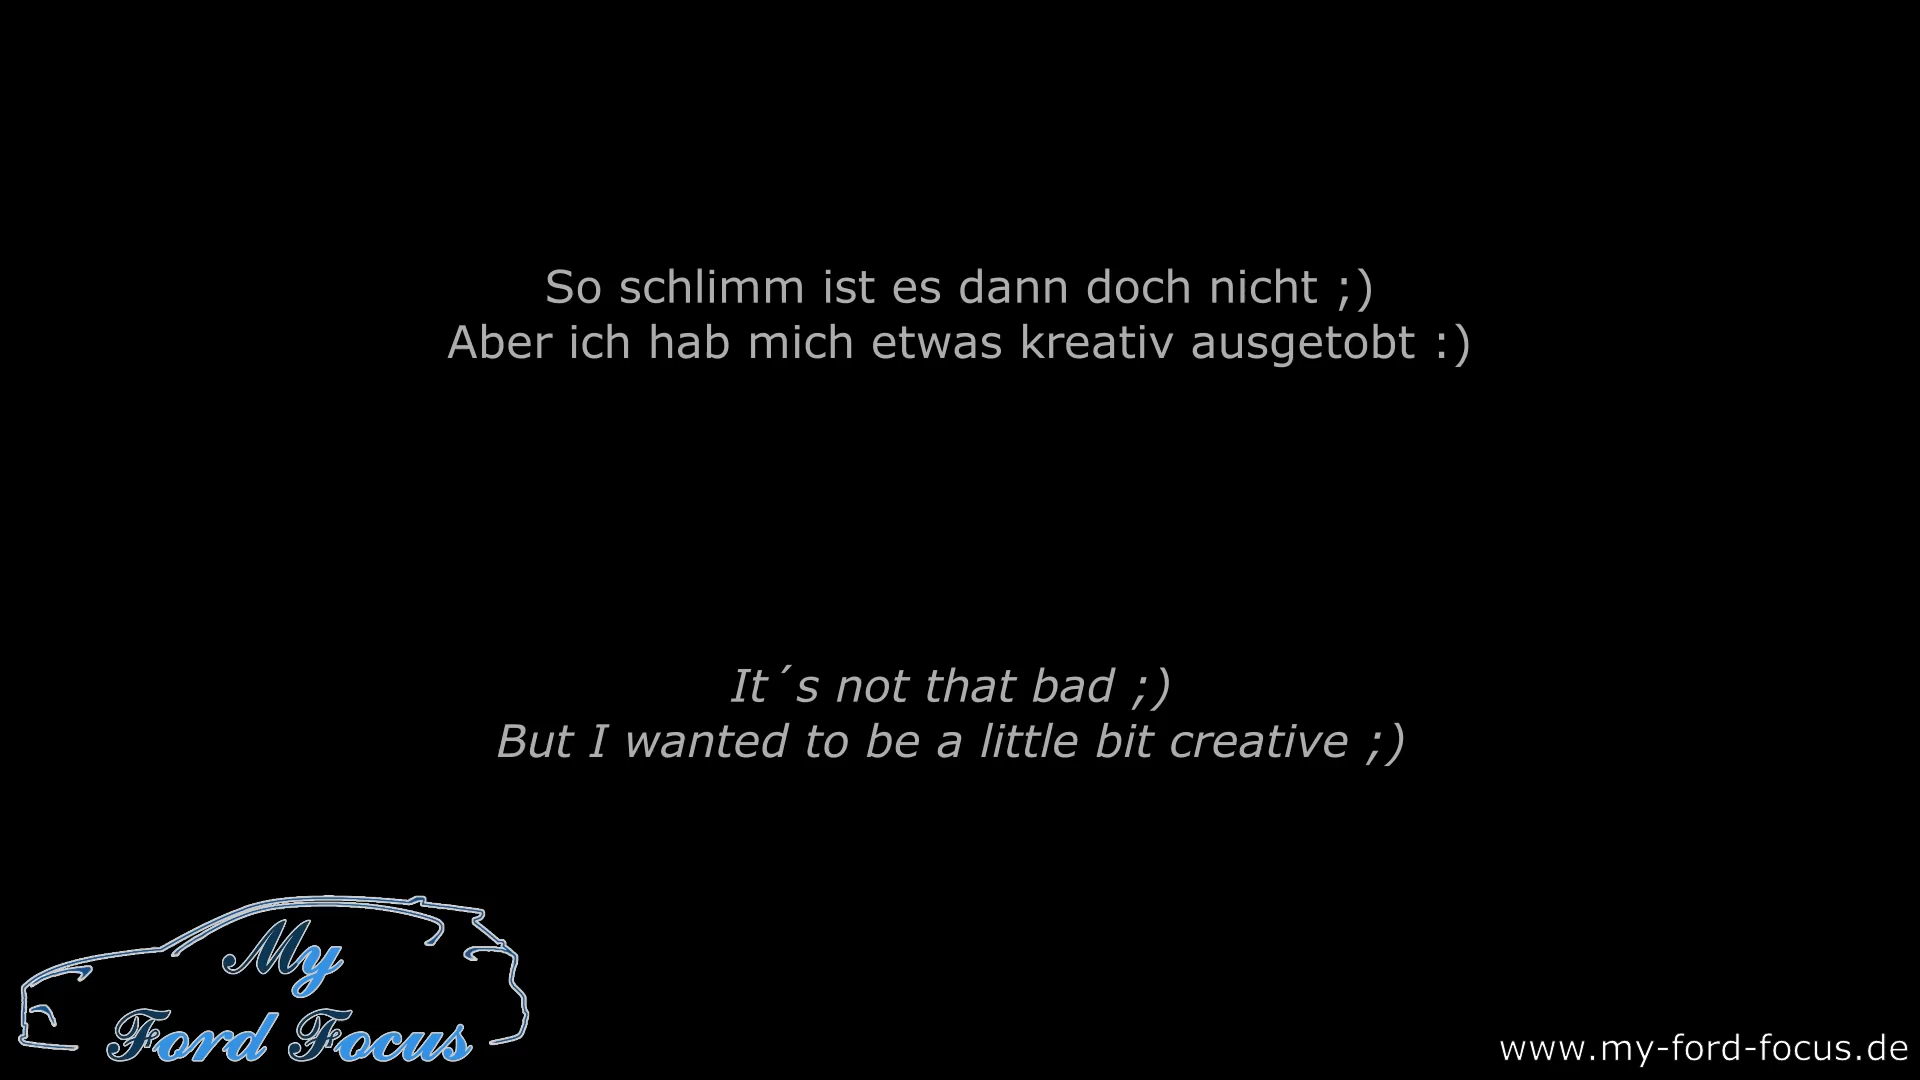 So schlimm ist es dann doch nicht ;)
Aber ich hab mich etwas kreativ ausgetobt :)
It´s not that bad ;)
But I wanted to be a little bit creative ;)
My
Ford Focus
www.my-ford-focus.de